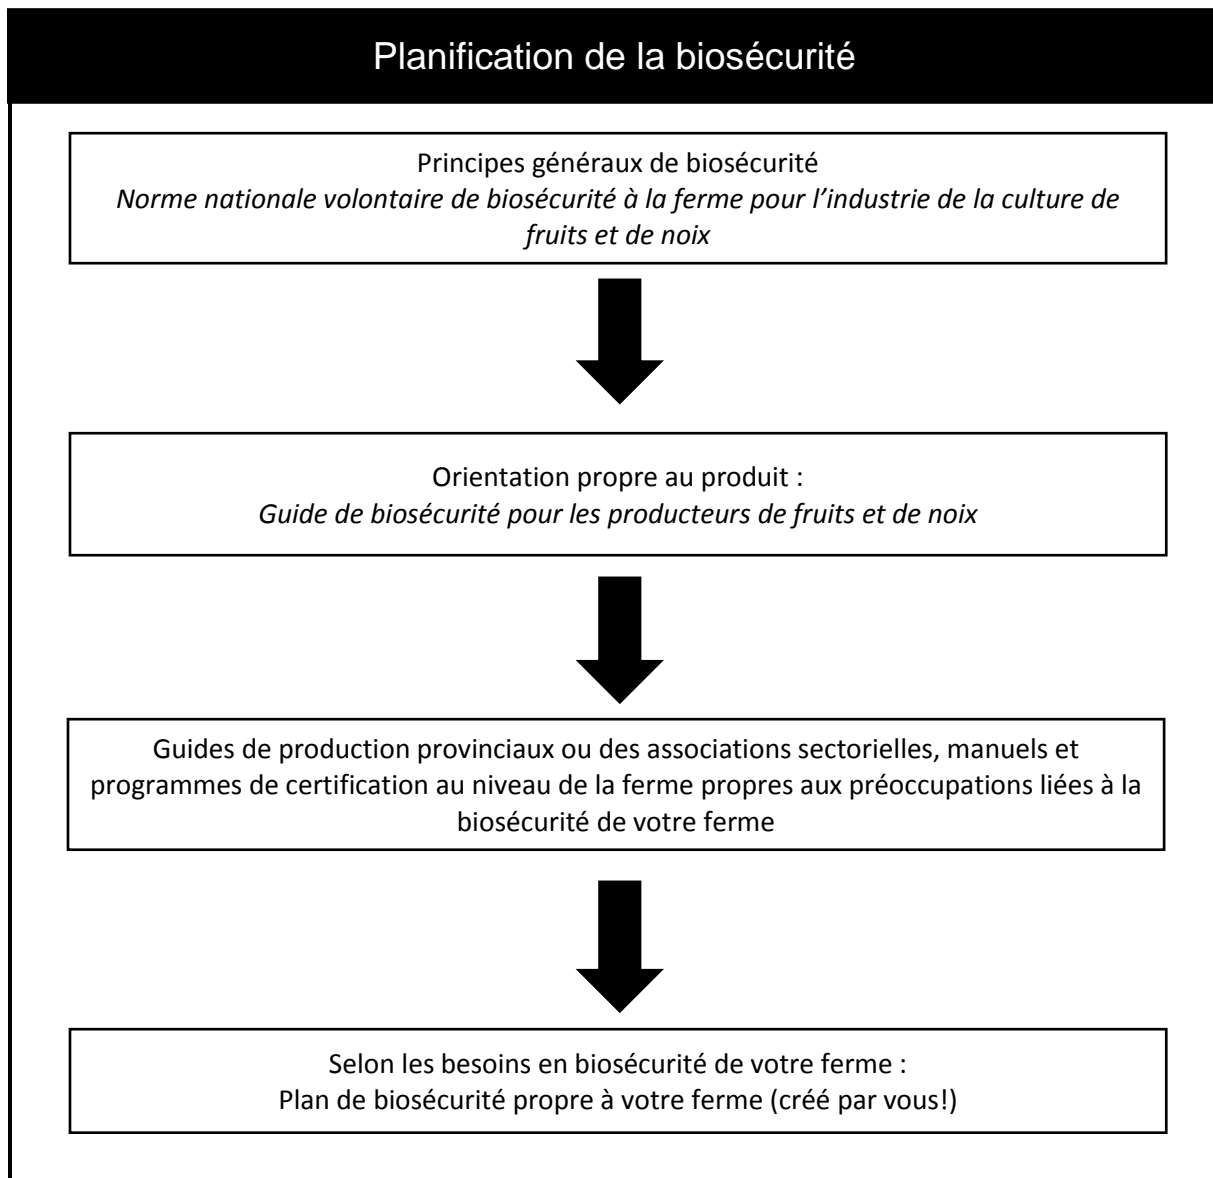 Planification de la biosécurité
Principes généraux de biosécurité
Norme nationale volontaire de biosécurité à la ferme pour l’industrie de la culture de
fruits et de noix
Orientation propre au produit :
Guide de biosécurité pour les producteurs de fruits et de noix
Guides de production provinciaux ou des associations sectorielles, manuels et
programmes de certification au niveau de la ferme propres aux préoccupations liées à la
biosécurité de votre ferme
Selon les besoins en biosécurité de votre ferme :
Plan de biosécurité propre à votre ferme (créé par vous!)